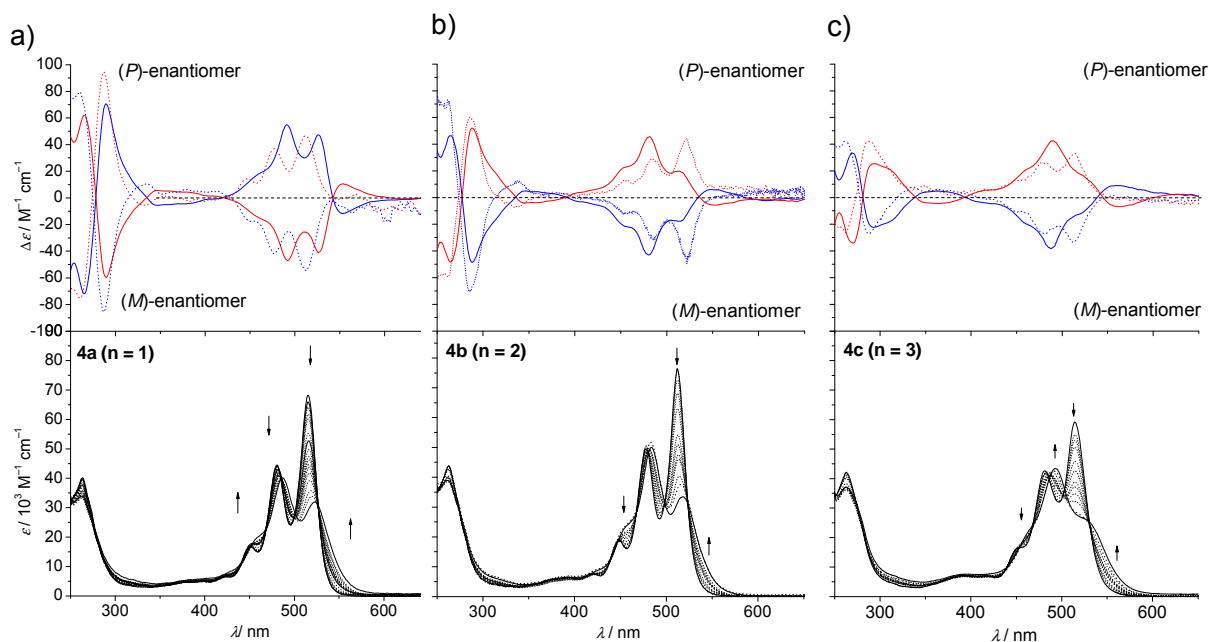 a)
b)
c)
(P)-enantiomer
(P)-enantiomer
(P)-enantiomer
100
80
60
40
20
0
-20
-40
-60
-80
-100
Δε / M⁻¹ cm⁻¹
(M)-enantiomer
(M)-enantiomer
(M)-enantiomer
4a (n = 1)
4b (n = 2)
4c (n = 3)
90
80
70
60
50
40
30
20
10
0
ε / 10³ M⁻¹ cm⁻¹
300 400 500 600
300 400 500 600
300 400 500 600
λ/ nm
λ/ nm
λ/ nm